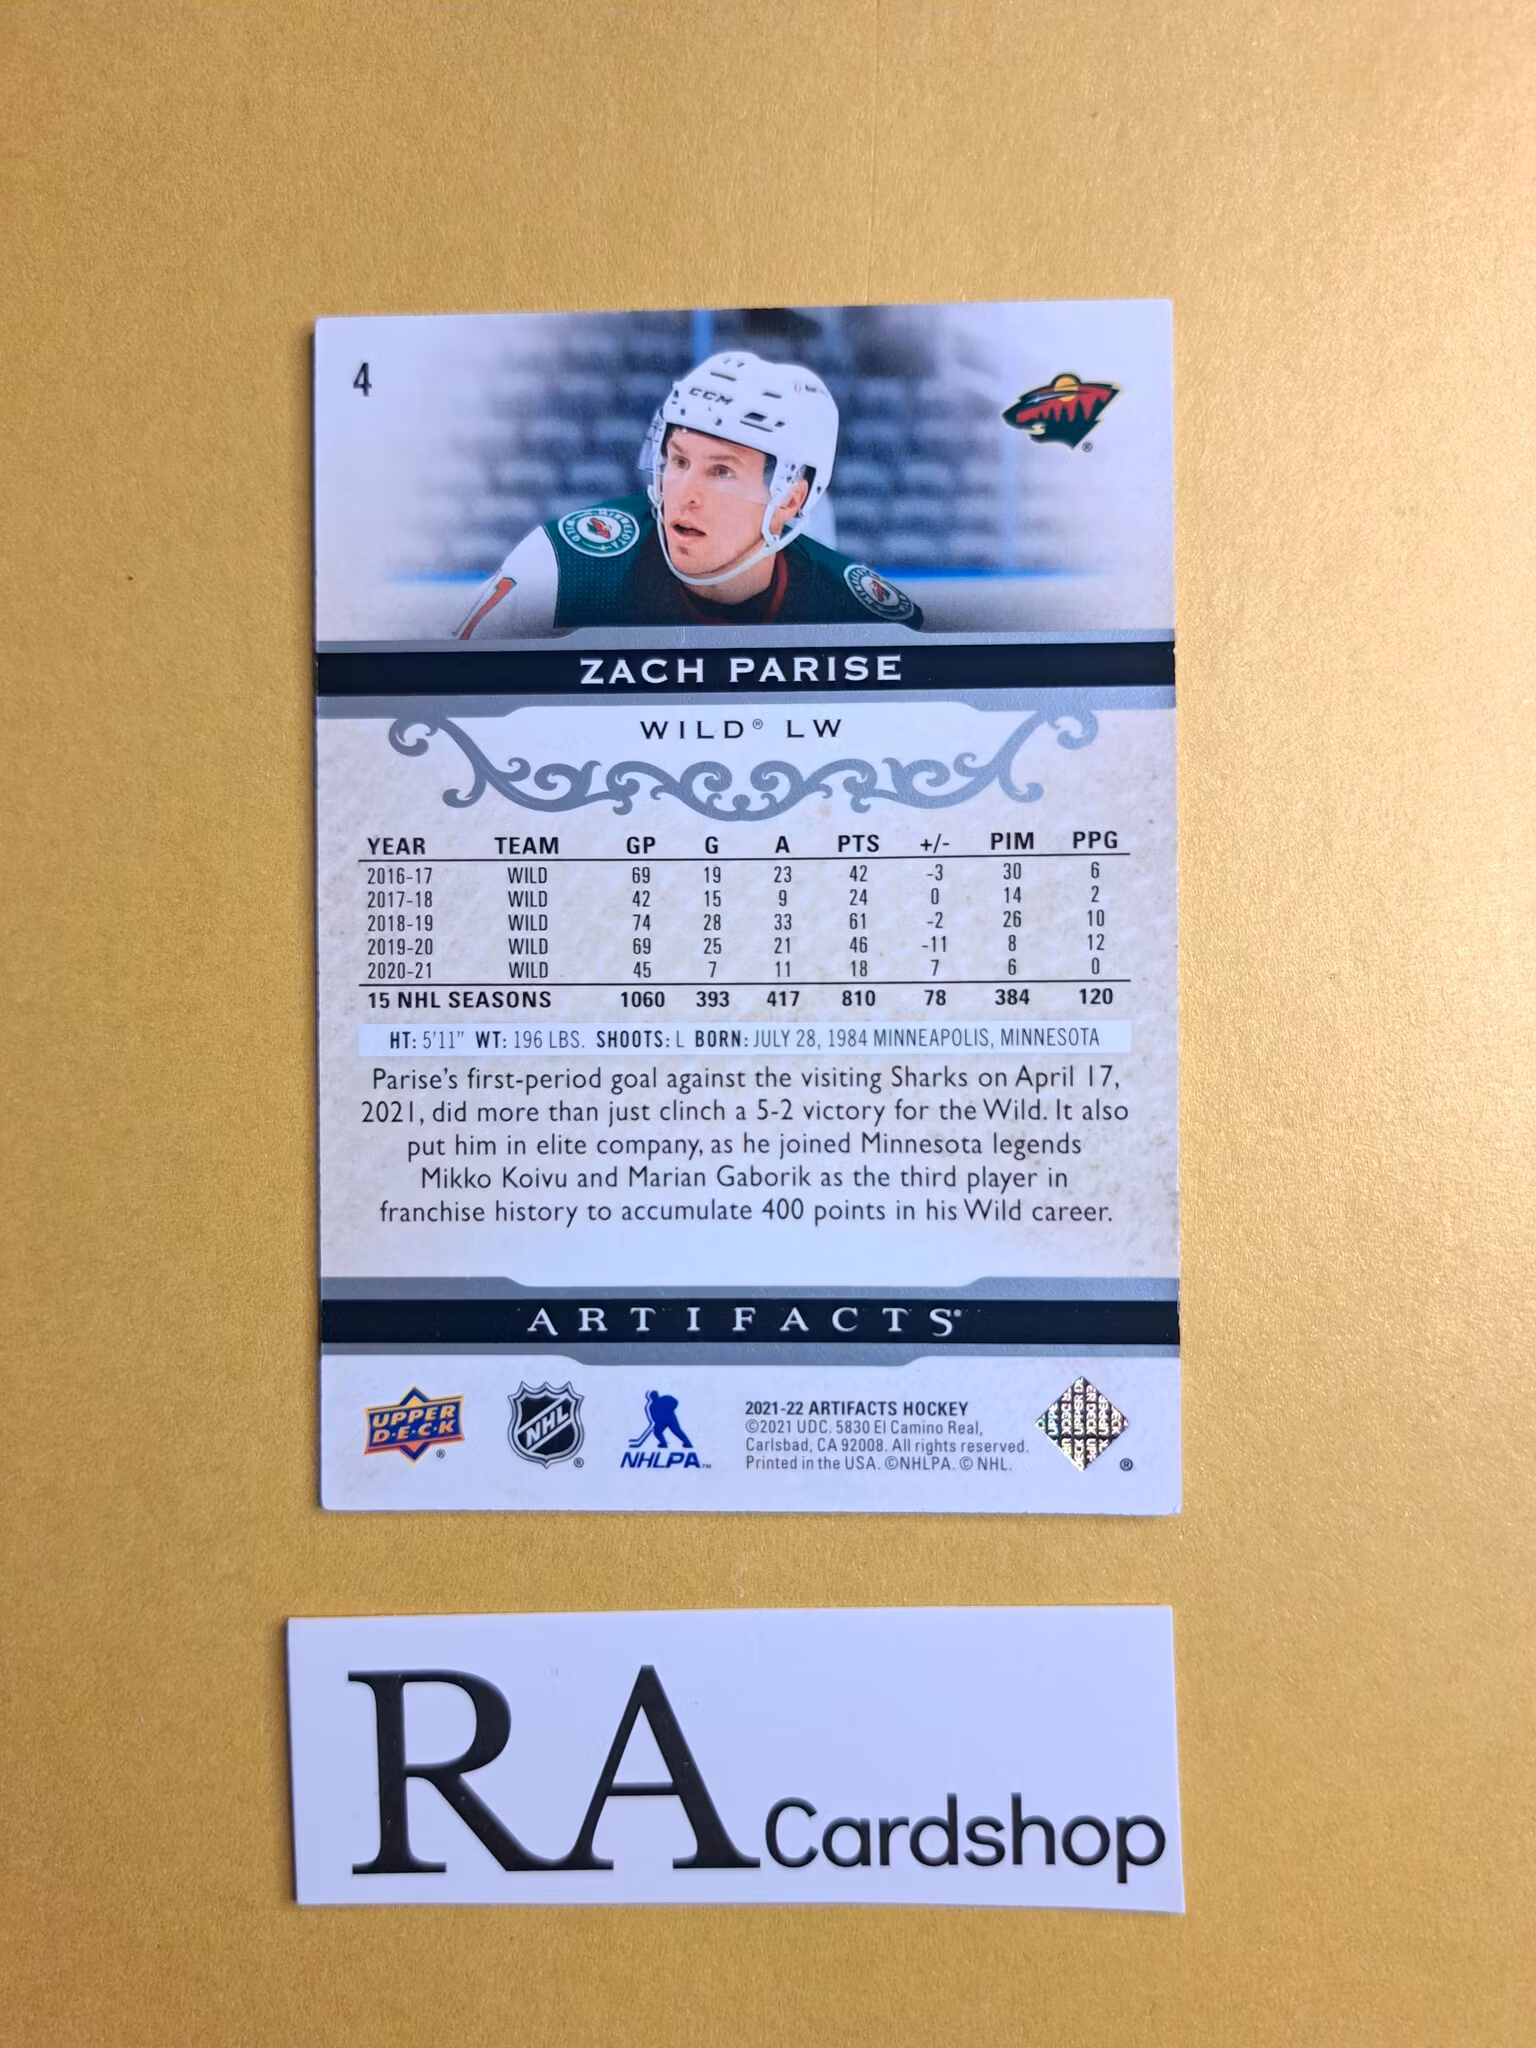 4
CCM
ZACH PARISE
WILD® LW
YEAR TEAM GP G A PTS +/- PIM PPG
2016-17 WILD 69 19 23 42 -3 30 6
2017-18 WILD 42 15 9 24 0 14 2
2018-19 WILD 74 28 33 61 -2 26 10
2019-20 WILD 69 25 21 46 -11 8 12
2020-21 WILD 45 7 11 18 7 6 0
15 NHL SEASONS 1060 393 417 810 78 384 120
HT: 5'11" WT: 196 LBS. SHOOTS: L BORN: JULY 28, 1984 MINNEAPOLIS, MINNESOTA
Parise's first-period goal against the visiting Sharks on April 17,
2021, did more than just clinch a 5-2 victory for the Wild. It also
put him in elite company, as he joined Minnesota legends
Mikko Koivu and Marian Gaborik as the third player in
franchise history to accumulate 400 points in his Wild career.
ARTIFACTS®
UPPER
D·E·C·K
®
NHL
®
NHLPA™
2021-22 ARTIFACTS HOCKEY
©2021 UDC. 5830 El Camino Real,
Carlsbad, CA 92008. All rights reserved.
Printed in the USA. ©NHLPA. © NHL.
®
RA Cardshop